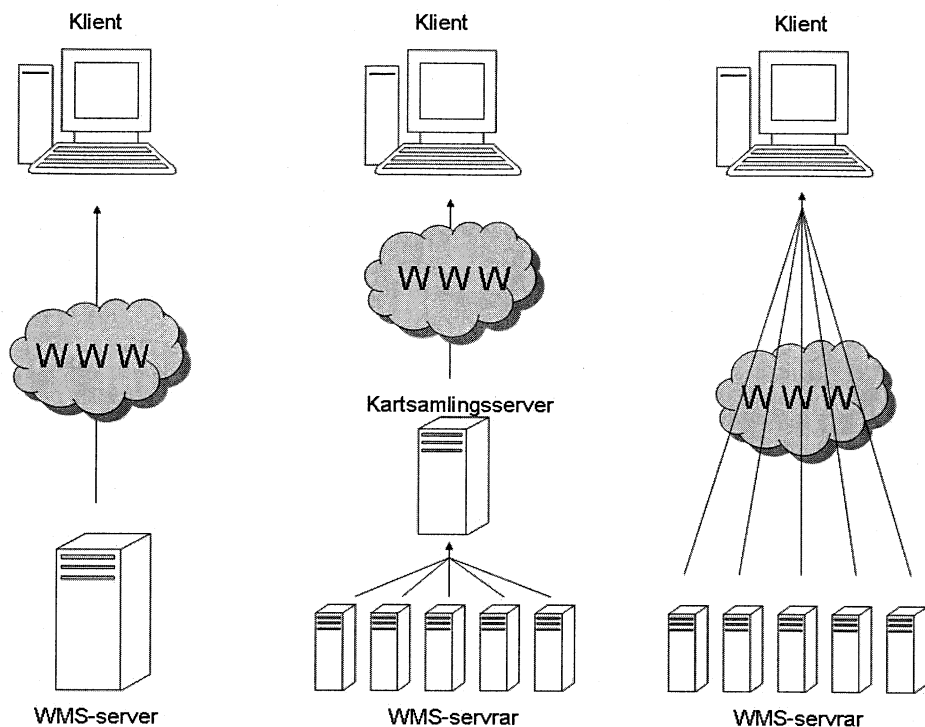 Klient
Klient
Klient
WWW
WWW
WWW
Kartsamlingsserver
WMS-server
WMS-servrar
WMS-servrar